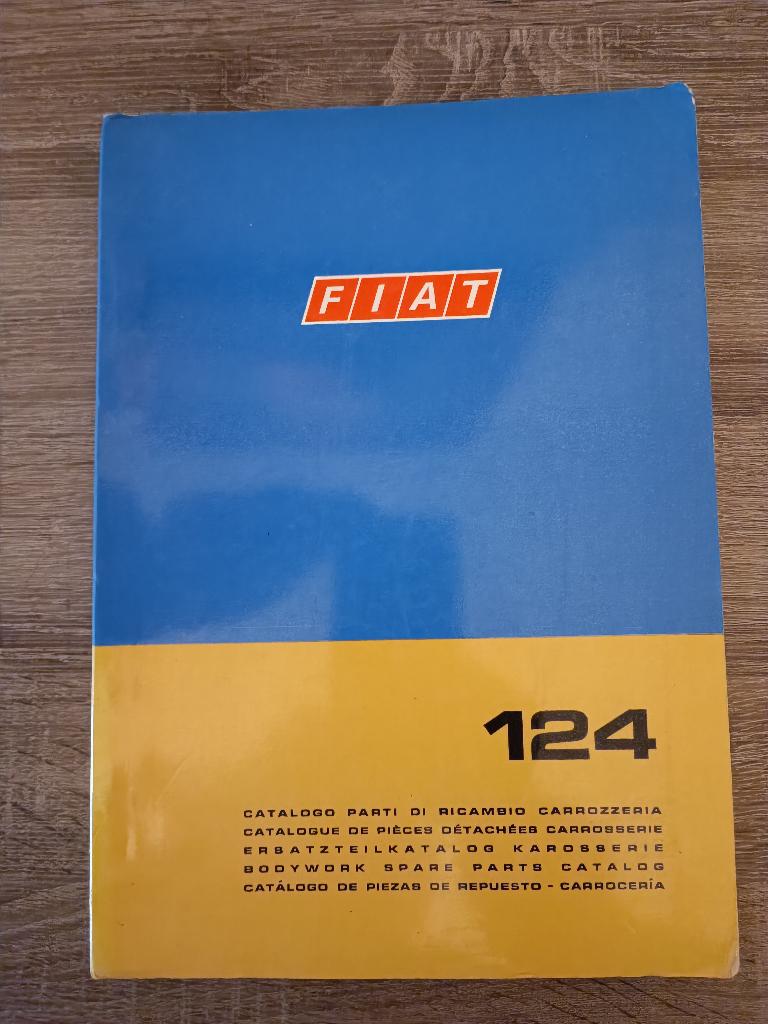 FIAT
124
CATALOGO PARTI DI RICAMBIO CARROZZERIA
CATALOGUE DE PIÈCES DÉTACHÉES CARROSSERIE
ERSATZTEILKATALOG KAROSSERIE
BODYWORK SPARE PARTS CATALOG
CATÁLOGO DE PIEZAS DE REPUESTO - CARROCERÍA